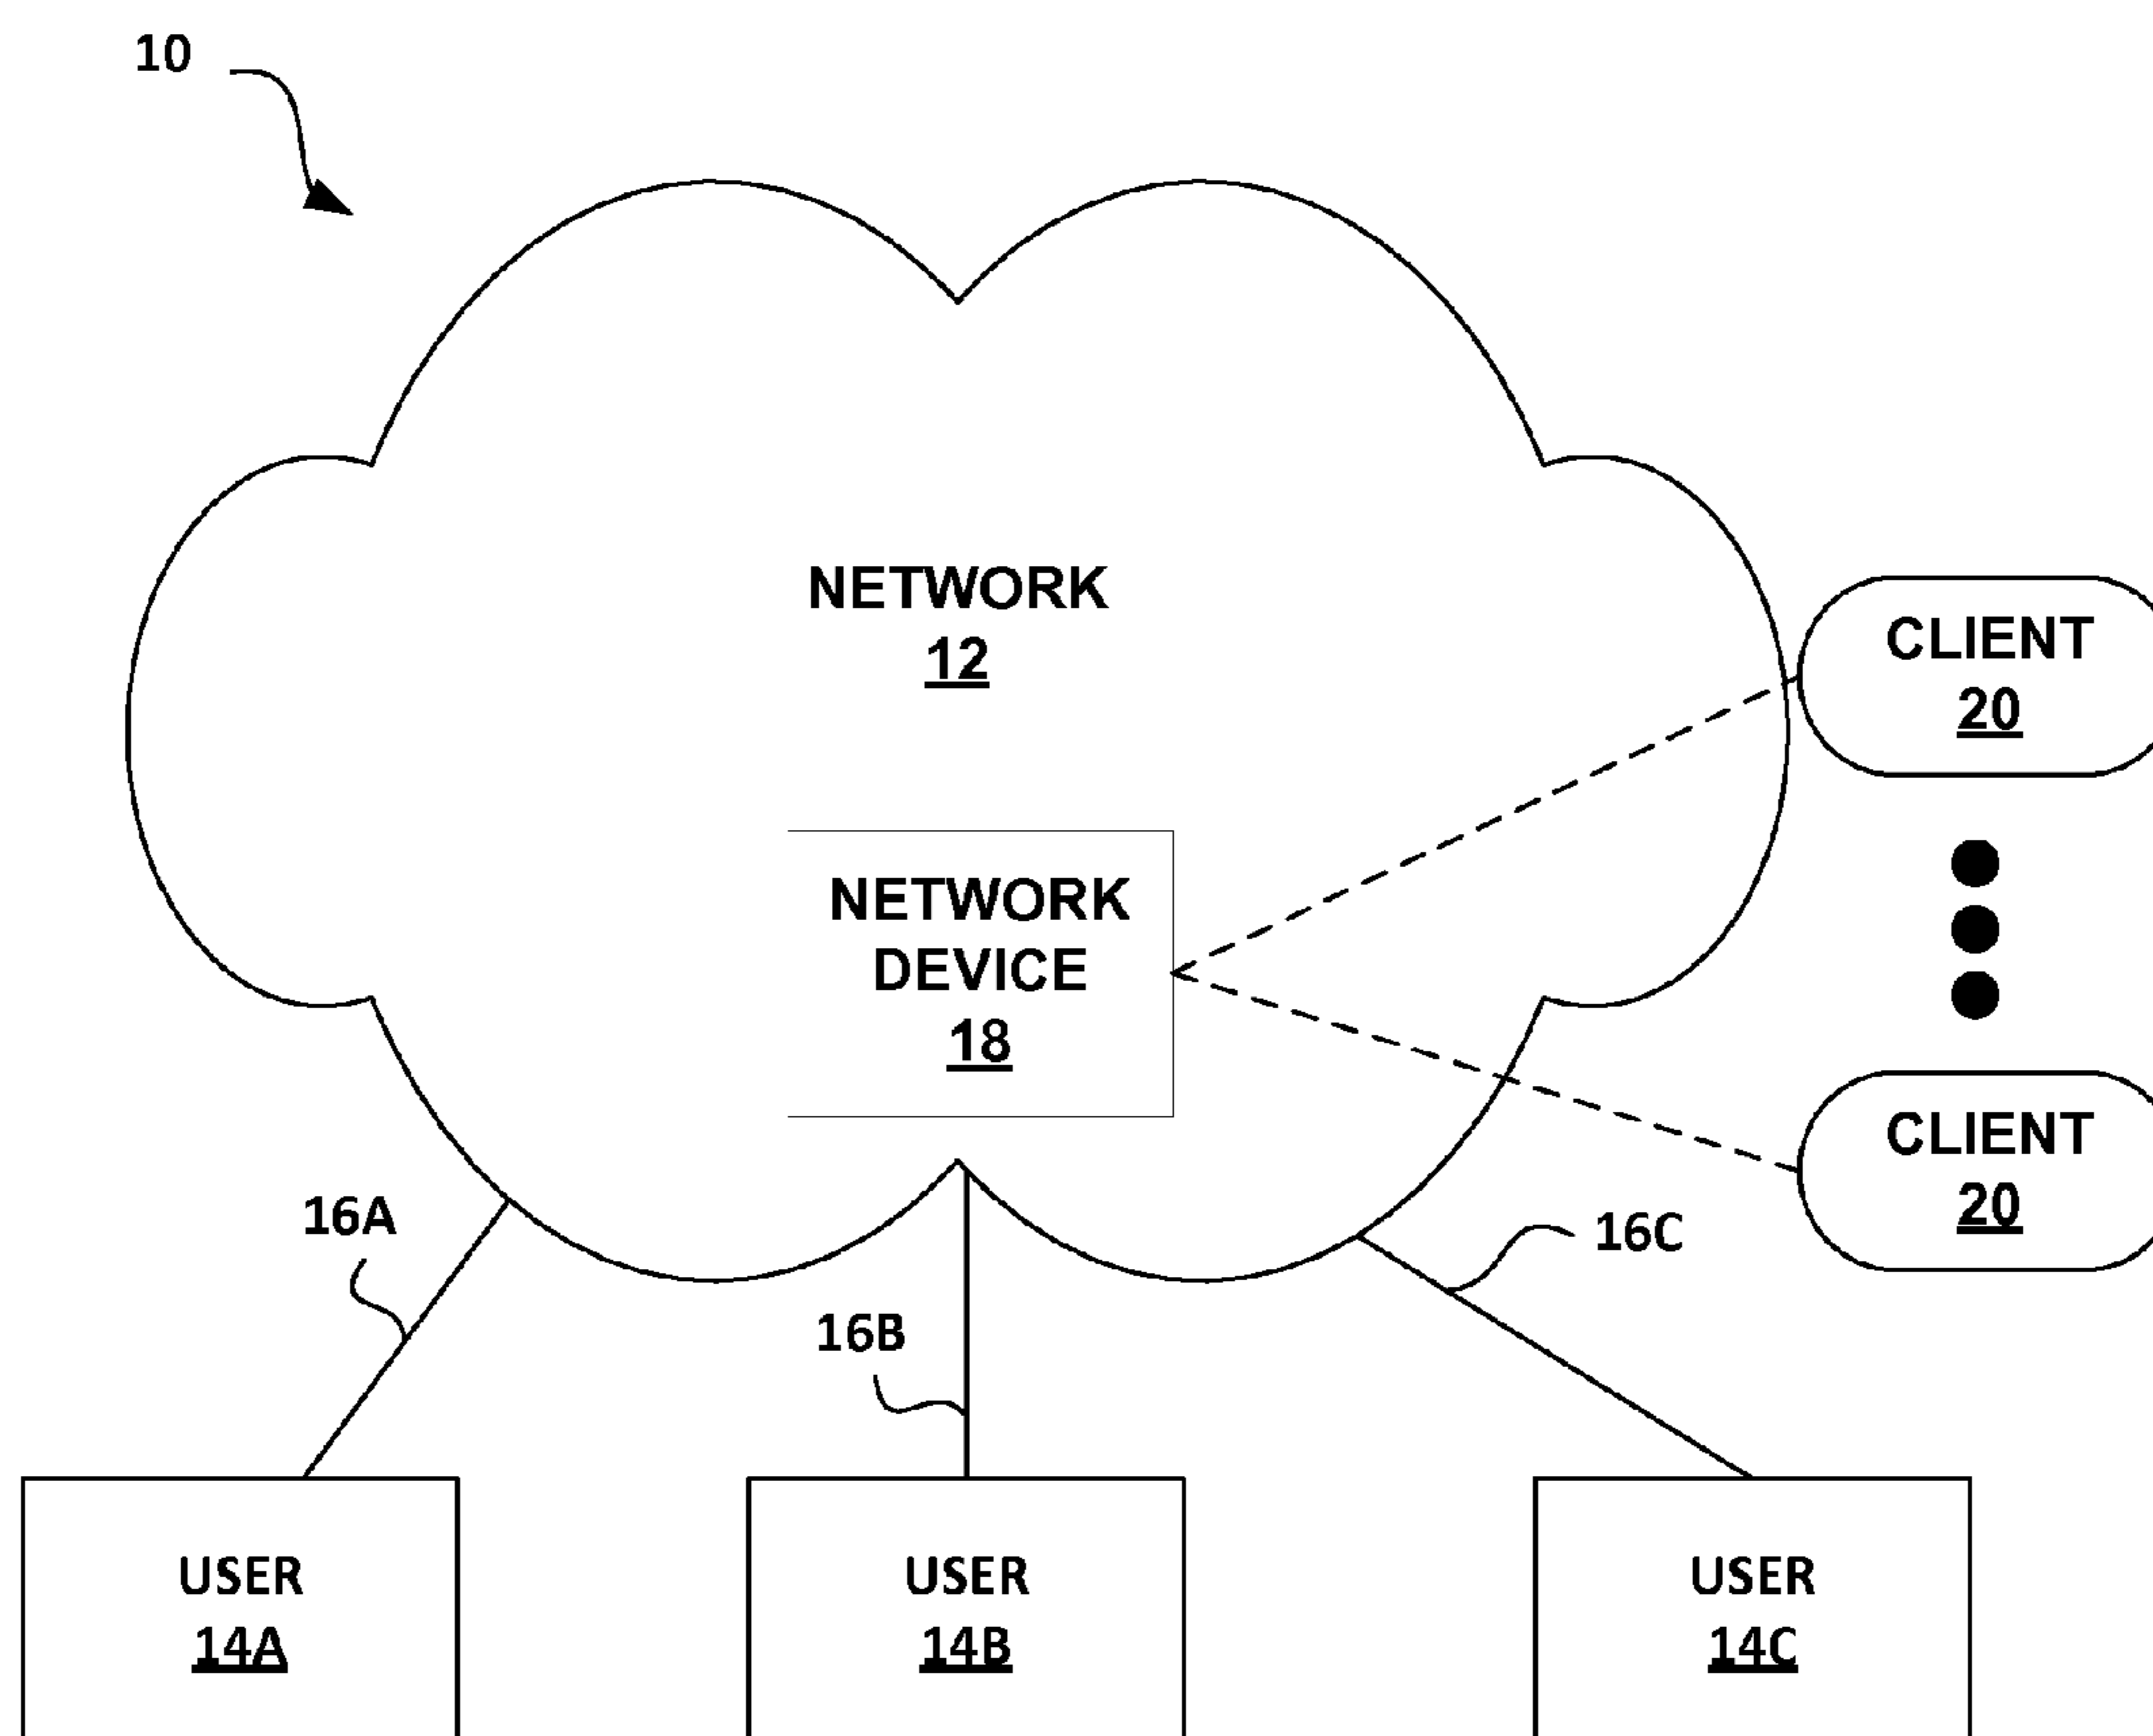 10
NETWORK
12
CLIENT
20
NETWORK
DEVICE
18
CLIENT
20
16A
16B
16C
USER
14A
USER
14B
USER
14C